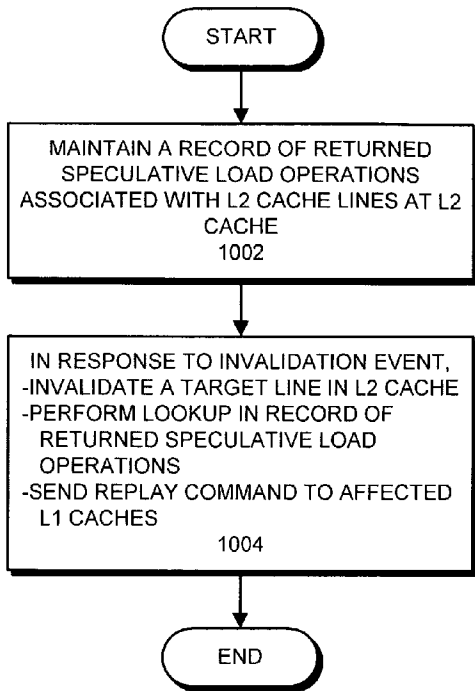 START
MAINTAIN A RECORD OF RETURNED
SPECULATIVE LOAD OPERATIONS
ASSOCIATED WITH L2 CACHE LINES AT L2
CACHE
1002
IN RESPONSE TO INVALIDATION EVENT,
-INVALIDATE A TARGET LINE IN L2 CACHE
-PERFORM LOOKUP IN RECORD OF
RETURNED SPECULATIVE LOAD
OPERATIONS
-SEND REPLAY COMMAND TO AFFECTED
L1 CACHES
1004
END